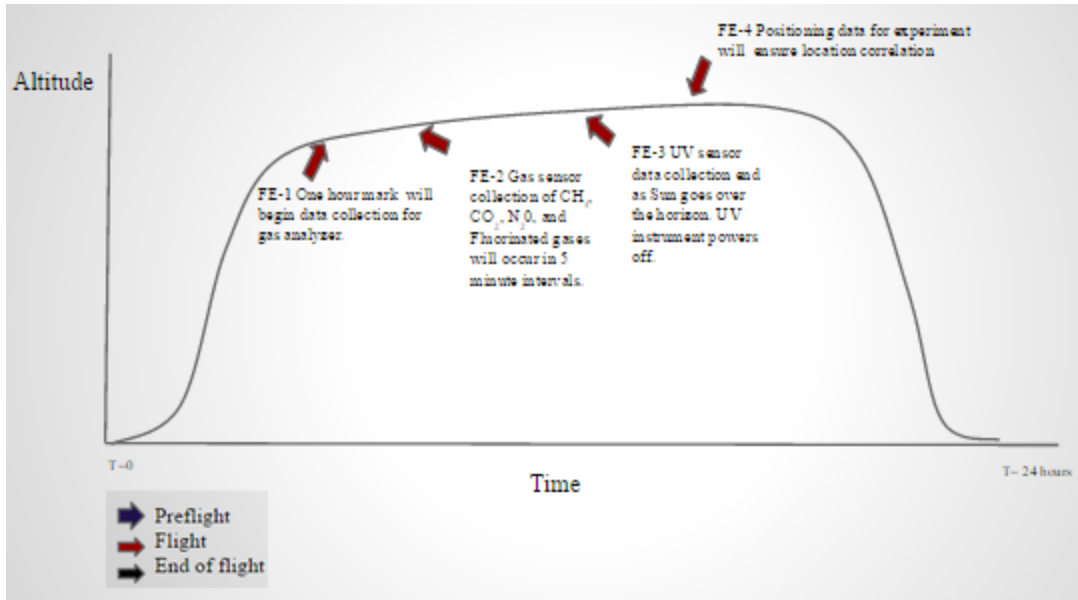 FE-4 Positioning data for experiment
will ensure location correlation
Altitude
FE-1 One hour mark will
begin data collection for
gas analyzer.
FE-2 Gas sensor
collection of CH₄,
CO₂, N₂0, and
Fluorinated gases
will occur in 5
minute intervals.
FE-3 UV sensor
data collection end
as Sun goes over
the horizon. UV
instrument powers
off.
T-0
T- 24 hours
Time
Preflight
Flight
End of flight